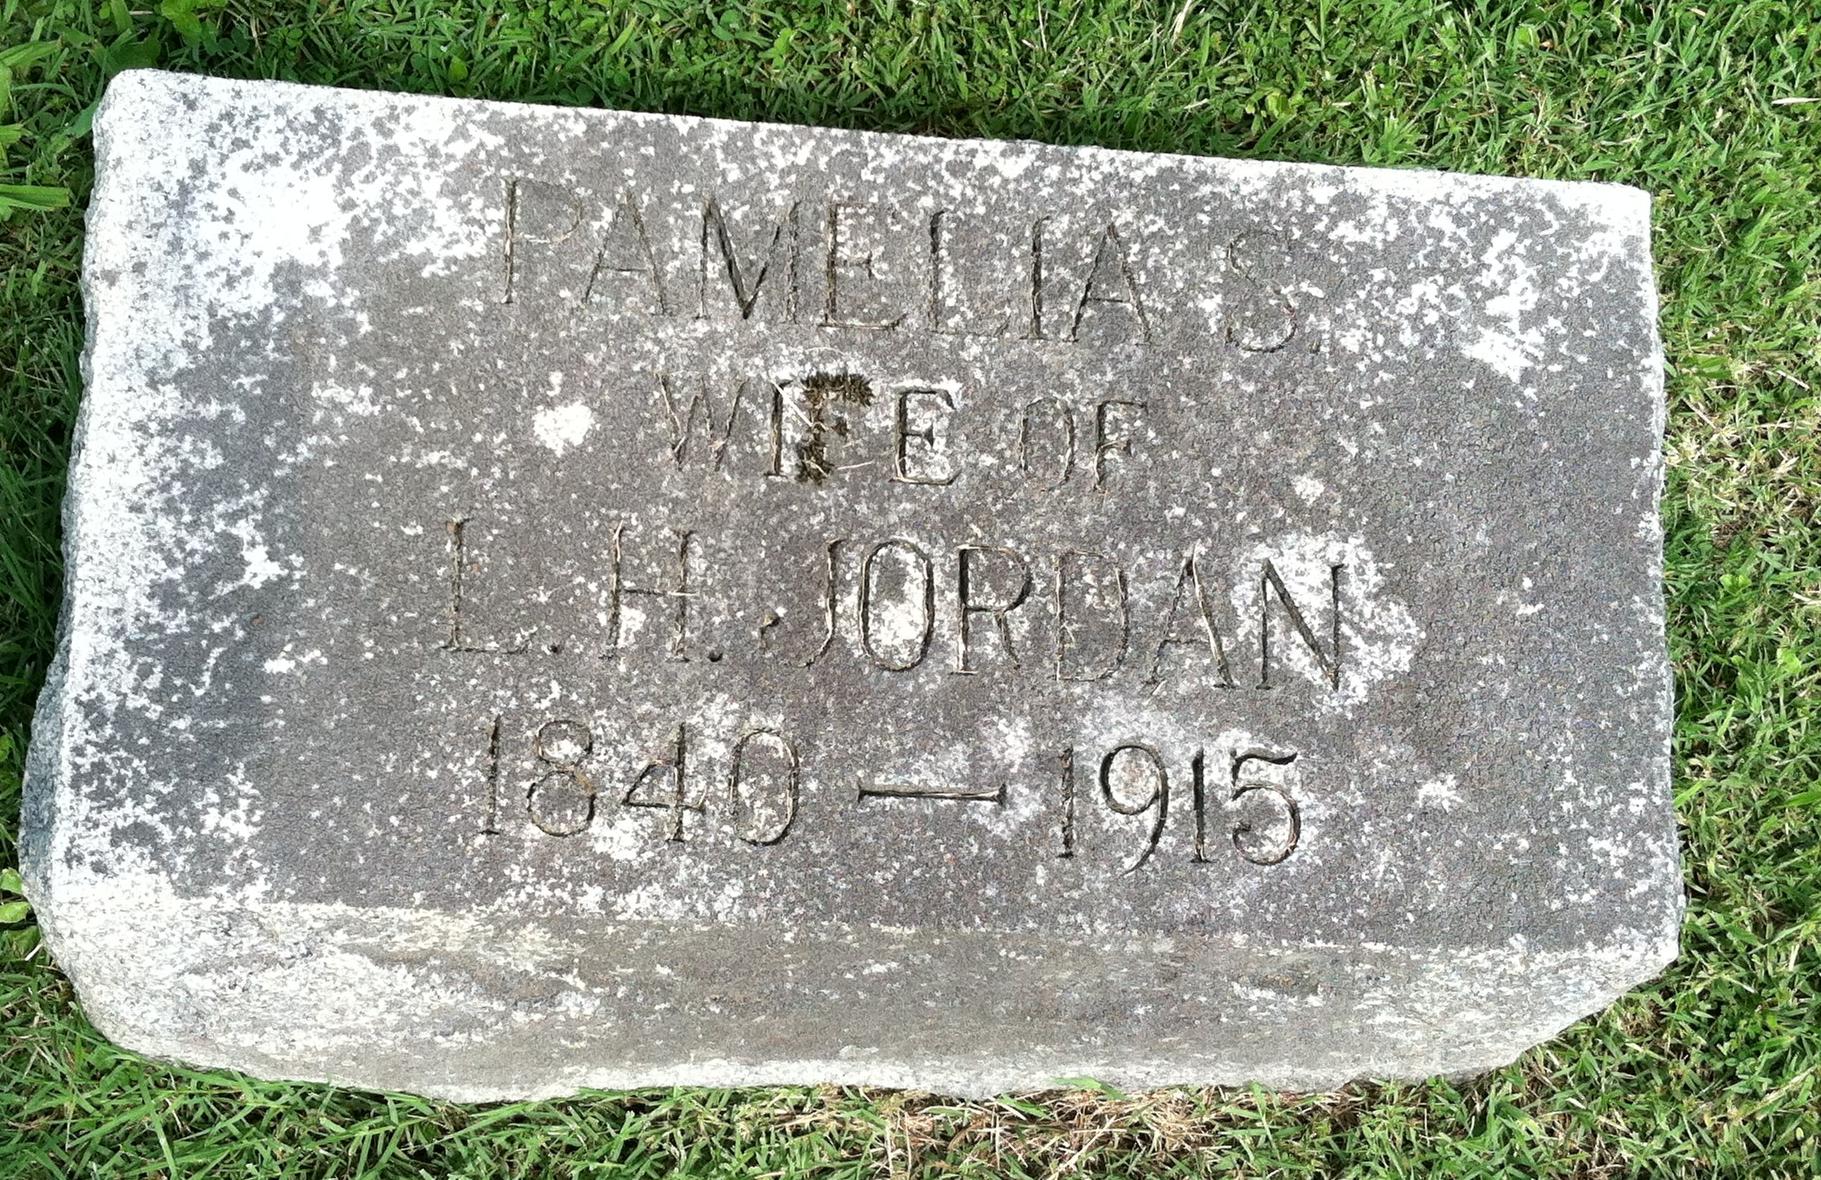 PAMELIA S.
WIFE OF
L. H. JORDAN
1840 — 1915